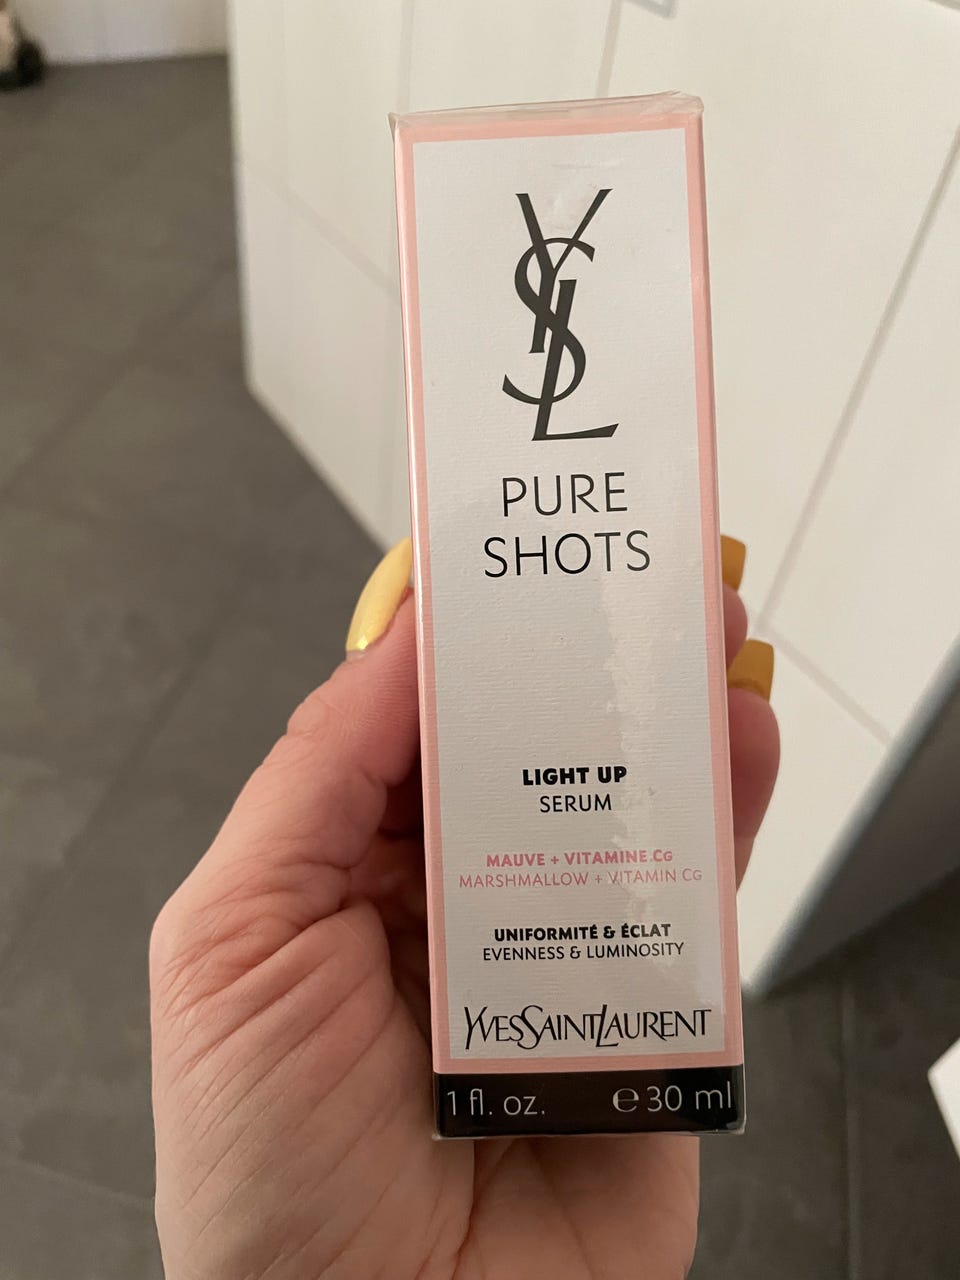 YSL
PURE
SHOTS
LIGHT UP
SERUM
MAUVE + VITAMINE CG
MARSHMALLOW + VITAMIN CG
UNIFORMITÉ & ÉCLAT
EVENNESS & LUMINOSITY
YVESSAINTLAURENT
1 fl. oz. ℮30 ml